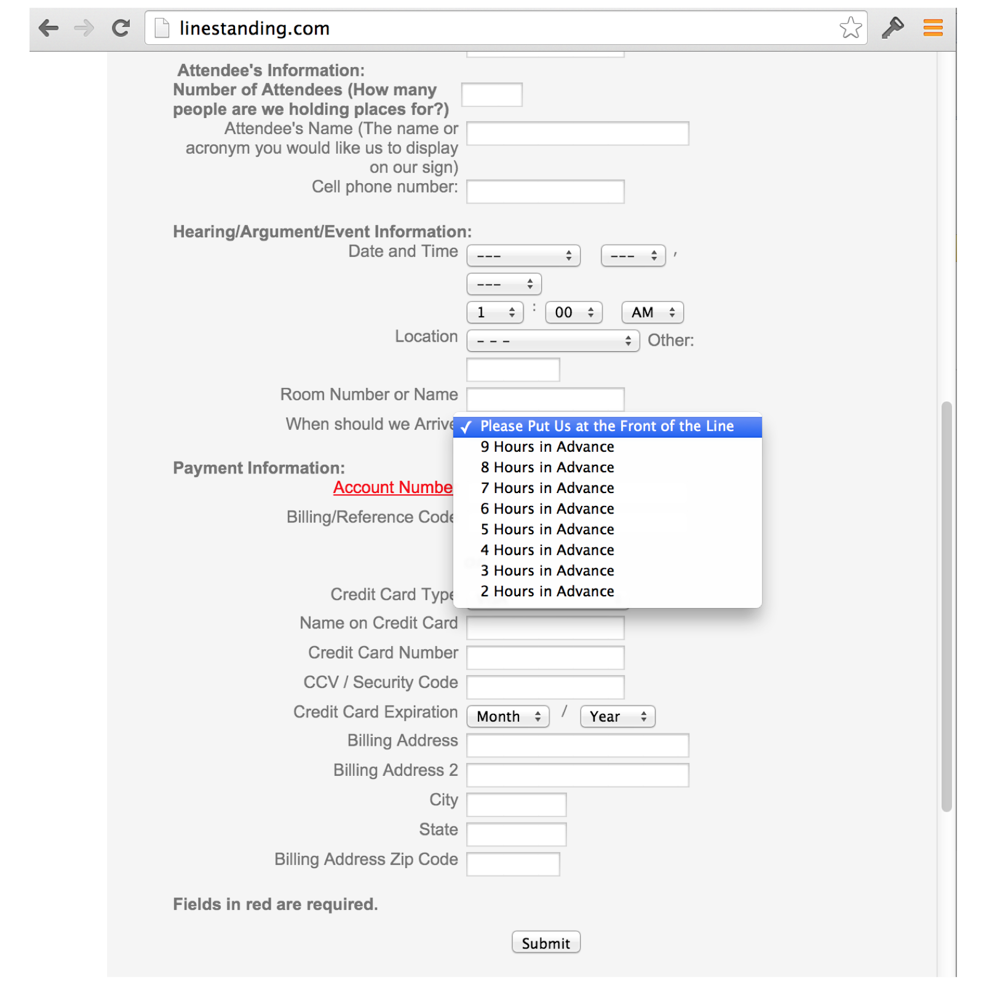 linestanding.com
Attendee's Information:
Number of Attendees (How many
people are we holding places for?)
Attendee's Name (The name or
acronym you would like us to display
on our sign)
Cell phone number:
Hearing/Argument/Event Information:
Date and Time --- --- ,
---
1 : 00 AM
Location - - - Other:
Room Number or Name
When should we Arrive
✓ Please Put Us at the Front of the Line
9 Hours in Advance
8 Hours in Advance
7 Hours in Advance
6 Hours in Advance
5 Hours in Advance
4 Hours in Advance
3 Hours in Advance
2 Hours in Advance
Payment Information:
Account Number
Billing/Reference Code
Credit Card Type
Name on Credit Card
Credit Card Number
CCV / Security Code
Credit Card Expiration Month / Year
Billing Address
Billing Address 2
City
State
Billing Address Zip Code
Fields in red are required.
Submit